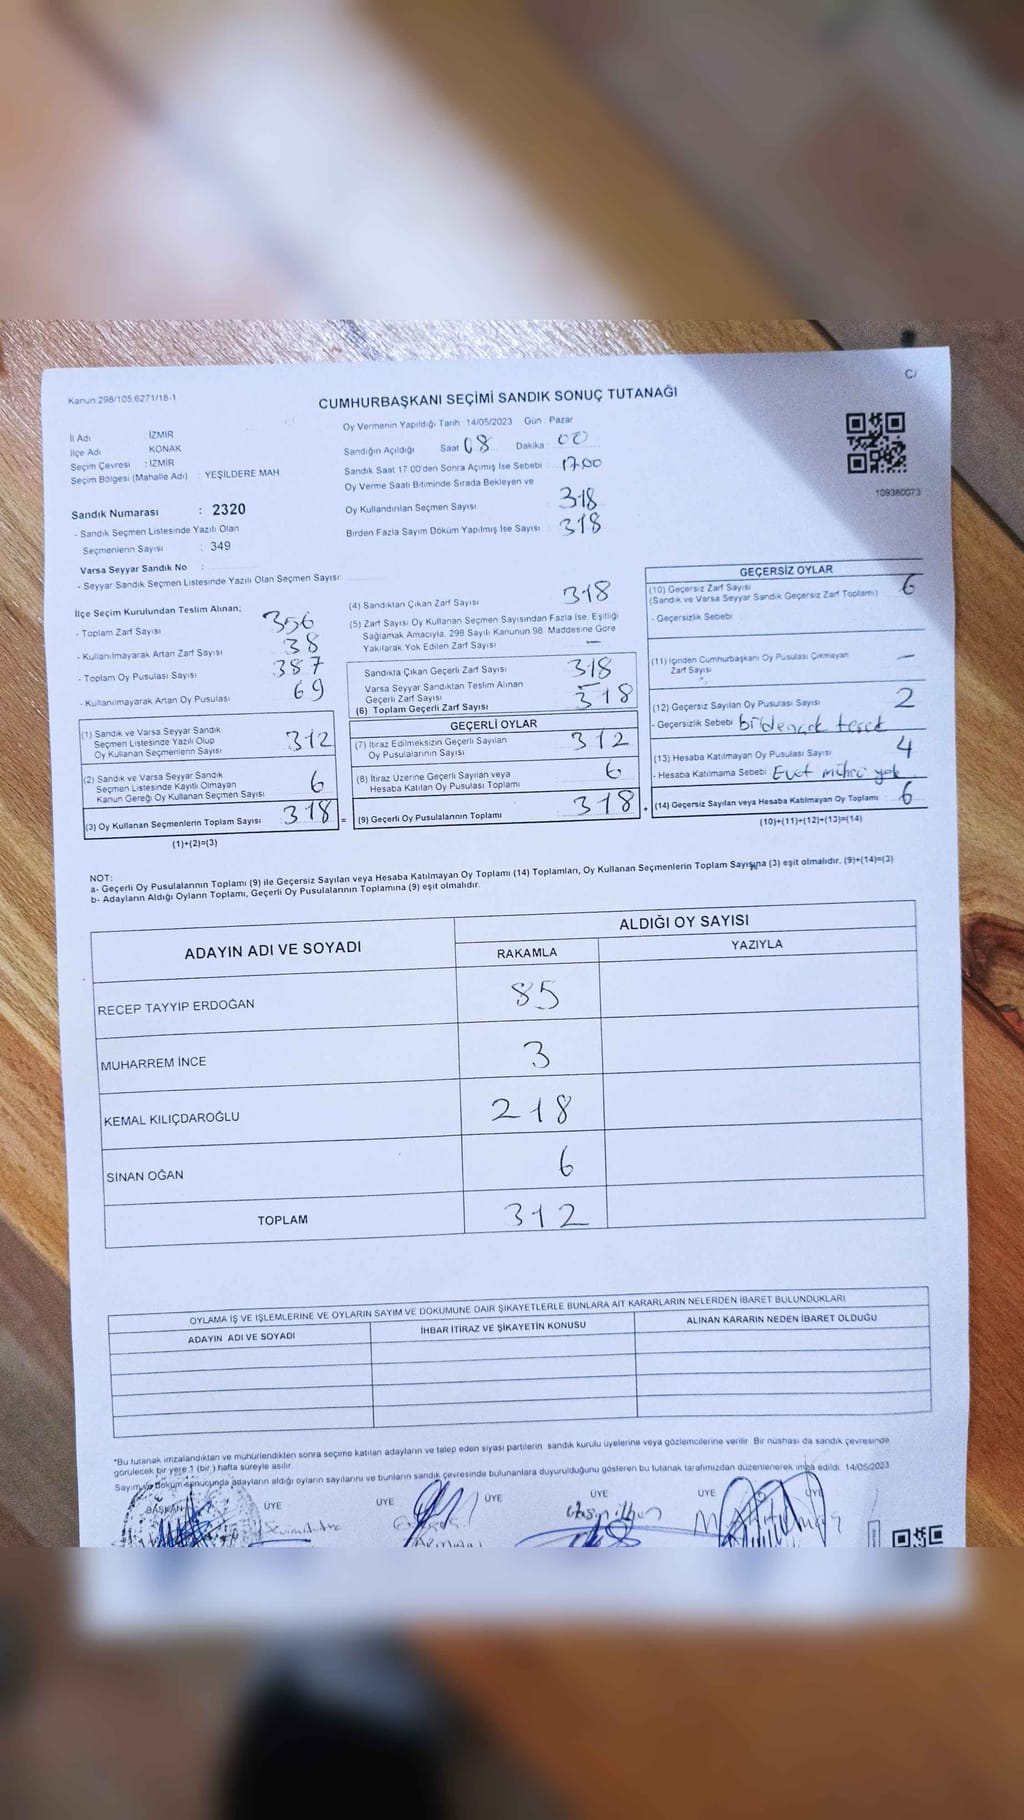 Kanun:298/105,6271/18-1
C/
CUMHURBAŞKANI SEÇİMİ SANDIK SONUÇ TUTANAĞI
İl Adı İZMİR
İlçe Adı KONAK
Seçim Çevresi : İZMİR
Seçim Bölgesi (Mahalle Adı) : YEŞİLDERE MAH
Sandık Numarası : 2320
- Sandık Seçmen Listesinde Yazılı Olan
Seçmenlerin Sayısı : 349
Varsa Seyyar Sandık No :
- Seyyar Sandık Seçmen Listesinde Yazılı Olan Seçmen Sayısı:
Oy Vermenin Yapıldığı Tarih 14/05/2023 Gün : Pazar
Sandığın Açıldığı Saat 08 Dakika : 00
Sandık Saat 17.00'den Sonra Açımış İse Sebebi : 17.00
Oy Verme Saati Bitiminde Sırada Bekleyen ve
Oy Kullandırılan Seçmen Sayısı 318
Birden Fazla Sayım Döküm Yapılmış İse Sayısı : 318
109380073
İlçe Seçim Kurulundan Teslim Alınan;
- Toplam Zarf Sayısı 356
- Kullanılmayarak Artan Zarf Sayısı 38
- Toplam Oy Pusulası Sayısı 387
- Kullanılmayarak Artan Oy Pusulası 69
(1) Sandık ve Varsa Seyyar Sandık
Seçmen Listesinde Yazılı Olup
Oy Kullanan Seçmenlerin Sayısı 312
(2) Sandık ve Varsa Seyyar Sandık
Seçmen Listesinde Kayıtlı Olmayan
Kanun Gereği Oy Kullanan Seçmen Sayısı 6
(3) Oy Kullanan Seçmenlerin Toplam Sayısı 318 =
(1)+(2)=(3)
(4) Sandıktan Çıkan Zarf Sayısı 318
(5) Zarf Sayısı Oy Kullanan Seçmen Sayısından Fazla İse, Eşitliği
Sağlamak Amacıyla, 298 Sayılı Kanunun 98. Maddesine Göre
Yakılarak Yok Edilen Zarf Sayısı –
Sandıkta Çıkan Geçerli Zarf Sayısı 318
Varsa Seyyar Sandıktan Teslim Alınan
Geçerli Zarf Sayısı
(6) Toplam Geçerli Zarf Sayısı 318
GEÇERLİ OYLAR
(7) İtiraz Edilmeksizin Geçerli Sayılan
Oy Pusulalarının Sayısı 312
(8) İtiraz Üzerine Geçerli Sayılan veya
Hesaba Katılan Oy Pusulası Toplamı 6
(9) Geçerli Oy Pusulalarının Toplamı 318
GEÇERSİZ OYLAR
(10) Geçersiz Zarf Sayısı 6
(Sandık ve Varsa Seyyar Sandık Geçersiz Zarf Toplamı)
- Geçersizlik Sebebi
(11) İçinden Cumhurbaşkanı Oy Pusulası Çıkmayan –
Zarf Sayısı
(12) Geçersiz Sayılan Oy Pusulası Sayısı 2
- Geçersizlik Sebebi
(13) Hesaba Katılmayan Oy Pusulası Sayısı 4
- Hesaba Katılmama Sebebi Evet mührü yok
(14) Geçersiz Sayılan veya Hesaba Katılmayan Oy Toplamı 6
(10)+(11)+(12)+(13)=(14)
NOT:
a- Geçerli Oy Pusulalarının Toplamı (9) ile Geçersiz Sayılan veya Hesaba Katılmayan Oy Toplamı (14) Toplamları, Oy Kullanan Seçmenlerin Toplam Sayısına (3) eşit olmalıdır. (9)+(14)=(3)
b- Adayların Aldığı Oyların Toplamı, Geçerli Oy Pusulalarının Toplamına (9) eşit olmalıdır.
ADAYIN ADI VE SOYADI
ALDIĞI OY SAYISI
RAKAMLA YAZIYLA
RECEP TAYYIP ERDOĞAN 85
MUHARREM İNCE 3
KEMAL KILIÇDAROĞLU 218
SİNAN OĞAN 6
TOPLAM 312
OYLAMA İŞ VE İŞLEMLERİNE VE OYLARIN SAYIM VE DÖKÜMÜNE DAİR ŞİKAYETLERLE BUNLARA AİT KARARLARIN NELERDEN İBARET BULUNDUKLARI
ADAYIN ADI VE SOYADI İHBAR İTİRAZ VE ŞİKAYETİN KONUSU ALINAN KARARIN NEDEN İBARET OLDUĞU
*Bu tutanak imzalandıktan ve mühürlendikten sonra seçime katılan adayların ve talep eden siyasi partilerin sandık kurulu üyelerine veya gözlemcilerine verilir. Bir nüshası da sandık çevresinde
görülecek bir yere 1 (bir) hafta süreyle asılır.
Sayım ve döküm sonucunda adayların aldığı oyların sayılarını ve bunların sandık çevresinde bulunanlara duyurulduğunu gösteren bu tutanak tarafımızdan düzenlenerek imza edildi. 14/05/2023
BAŞKAN ÜYE ÜYE ÜYE ÜYE ÜYE ÜYE